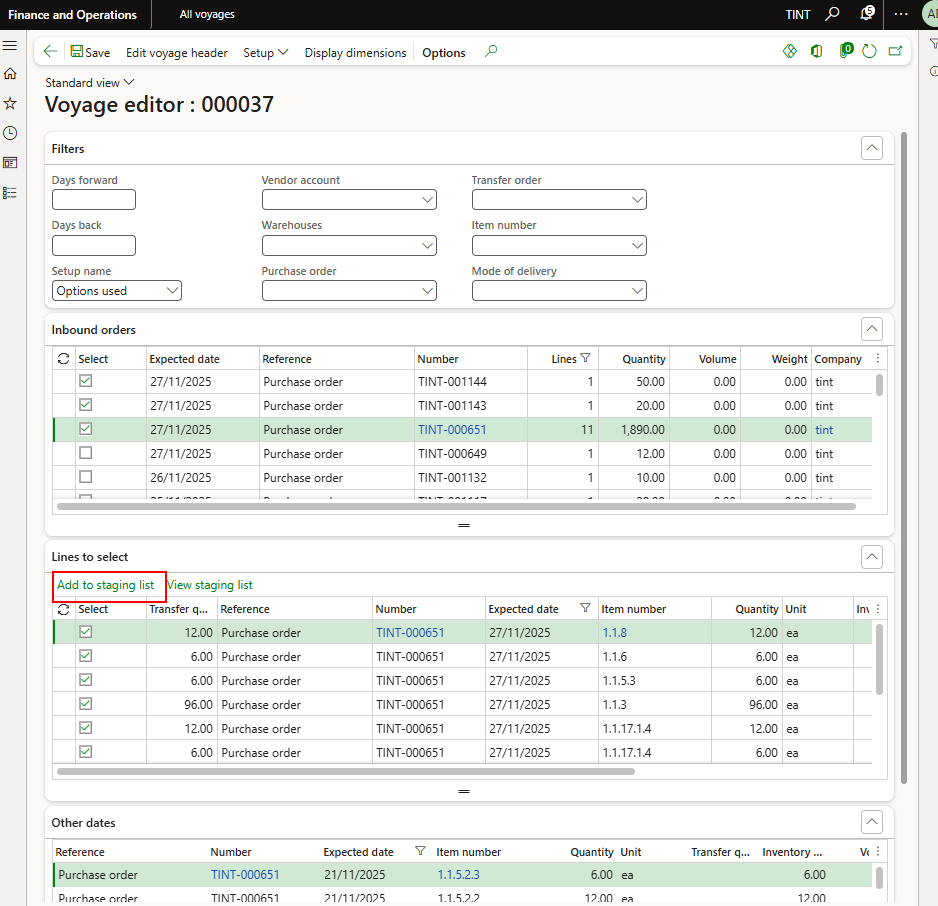 Finance and Operations All voyages TINT 5 AD
Save Edit voyage header Setup Display dimensions Options 0
Standard view
Voyage editor : 000037
Filters
Days forward Vendor account Transfer order
Days back Warehouses Item number
Setup name Purchase order Mode of delivery
Options used
Inbound orders
Select Expected date Reference Number Lines Quantity Volume Weight Company
27/11/2025 Purchase order TINT-001144 1 50.00 0.00 0.00 tint
27/11/2025 Purchase order TINT-001143 1 20.00 0.00 0.00 tint
27/11/2025 Purchase order TINT-000651 11 1,890.00 0.00 0.00 tint
27/11/2025 Purchase order TINT-000649 1 12.00 0.00 0.00 tint
26/11/2025 Purchase order TINT-001132 1 10.00 0.00 0.00 tint
Lines to select
Add to staging list View staging list
Select Transfer q... Reference Number Expected date Item number Quantity Unit Inv
12.00 Purchase order TINT-000651 27/11/2025 1.1.8 12.00 ea
6.00 Purchase order TINT-000651 27/11/2025 1.1.6 6.00 ea
6.00 Purchase order TINT-000651 27/11/2025 1.1.5.3 6.00 ea
96.00 Purchase order TINT-000651 27/11/2025 1.1.3 96.00 ea
12.00 Purchase order TINT-000651 27/11/2025 1.1.17.1.4 12.00 ea
6.00 Purchase order TINT-000651 27/11/2025 1.1.17.1.4 6.00 ea
Other dates
Reference Number Expected date Item number Quantity Unit Transfer q... Inventory ... Vo
Purchase order TINT-000651 21/11/2025 1.1.5.2.3 6.00 ea 6.00
Purchase order TINT-000651 21/11/2025 1.1.5.2.2 12.00 ea 12.00